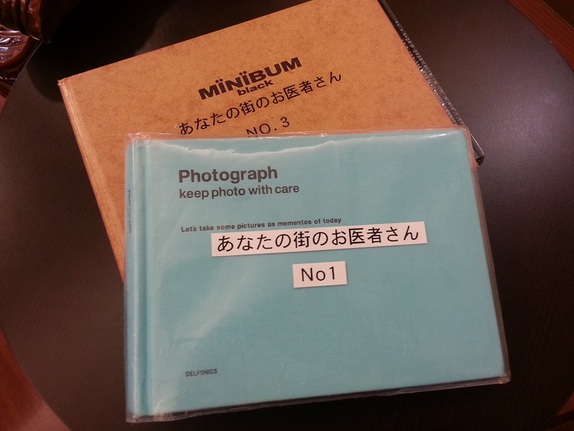 MÏNÏBUM
black
あなたの街のお医者さん
NO.3
Photograph
keep photo with care
Let's take some pictures as mementos of today
あなたの街のお医者さん
No1
DELFONICS